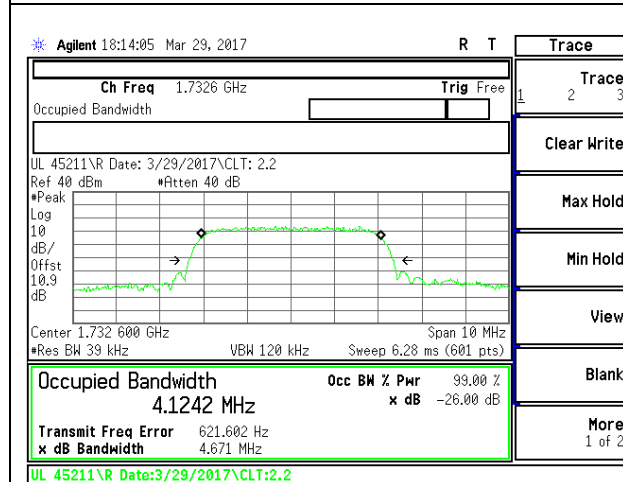 Agilent 18:14:05 Mar 29, 2017 R T Trace
Ch Freq 1.7326 GHz Trig Free
Occupied Bandwidth
Trace
1 2 3
Clear Write
UL 45211\R Date: 3/29/2017\CLT: 2.2
Ref 40 dBm #Atten 40 dB
#Peak
Log
10
dB/
Offst
10.9
dB
Max Hold
Min Hold
View
Center 1.732 600 GHz Span 10 MHz
#Res BW 39 kHz VBW 120 kHz Sweep 6.28 ms (601 pts)
Occupied Bandwidth Occ BW % Pwr 99.00 %
4.1242 MHz x dB -26.00 dB
Transmit Freq Error 621.602 Hz
x dB Bandwidth 4.671 MHz
Blank
More
1 of 2
UL 45211\R Date:3/29/2017\CLT:2.2